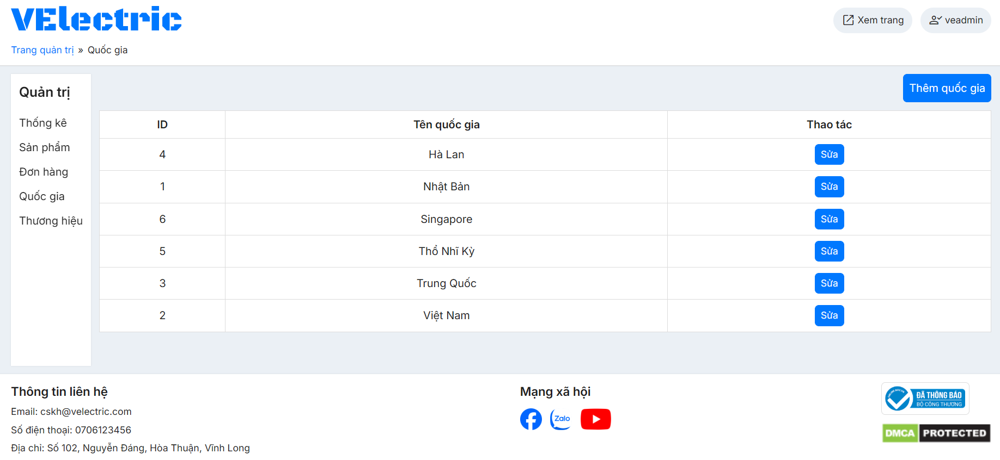 VElectric
Xem trang
veadmin
Trang quản trị » Quốc gia
Quản trị
Thống kê
Sản phẩm
Đơn hàng
Quốc gia
Thương hiệu
Thêm quốc gia
ID Tên quốc gia Thao tác
4 Hà Lan Sửa
1 Nhật Bản Sửa
6 Singapore Sửa
5 Thổ Nhĩ Kỳ Sửa
3 Trung Quốc Sửa
2 Việt Nam Sửa
Thông tin liên hệ
Email: cskh@velectric.com
Số điện thoại: 0706123456
Địa chỉ: Số 102, Nguyễn Đáng, Hòa Thuận, Vĩnh Long
Mạng xã hội
Zalo
ONLINE.GOV.VN
ĐÃ THÔNG BÁO
BỘ CÔNG THƯƠNG
DMCA PROTECTED